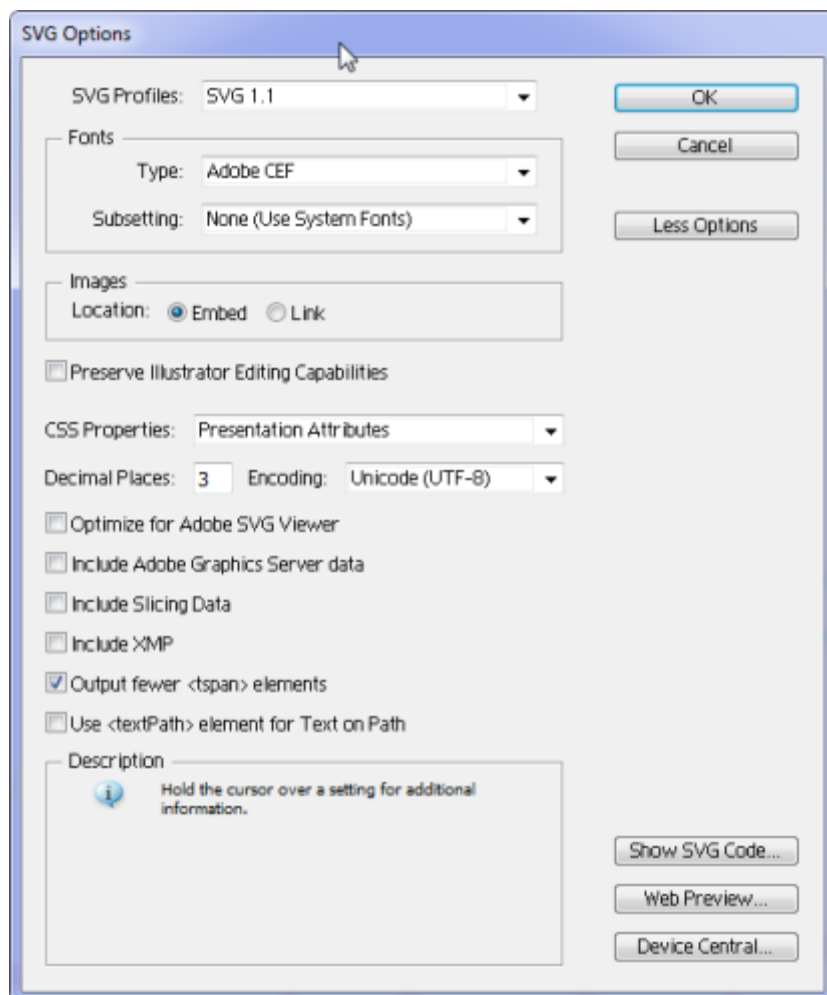 SVG Options
SVG Profiles: SVG 1.1
OK
Fonts
Cancel
Type: Adobe CEF
Subsetting: None (Use System Fonts)
Less Options
Images
Location: Embed Link
Preserve Illustrator Editing Capabilities
CSS Properties: Presentation Attributes
Decimal Places: 3 Encoding: Unicode (UTF-8)
Optimize for Adobe SVG Viewer
Include Adobe Graphics Server data
Include Slicing Data
Include XMP
Output fewer <tspan> elements
Use <textPath> element for Text on Path
Description
Hold the cursor over a setting for additional
information.
Show SVG Code...
Web Preview...
Device Central...